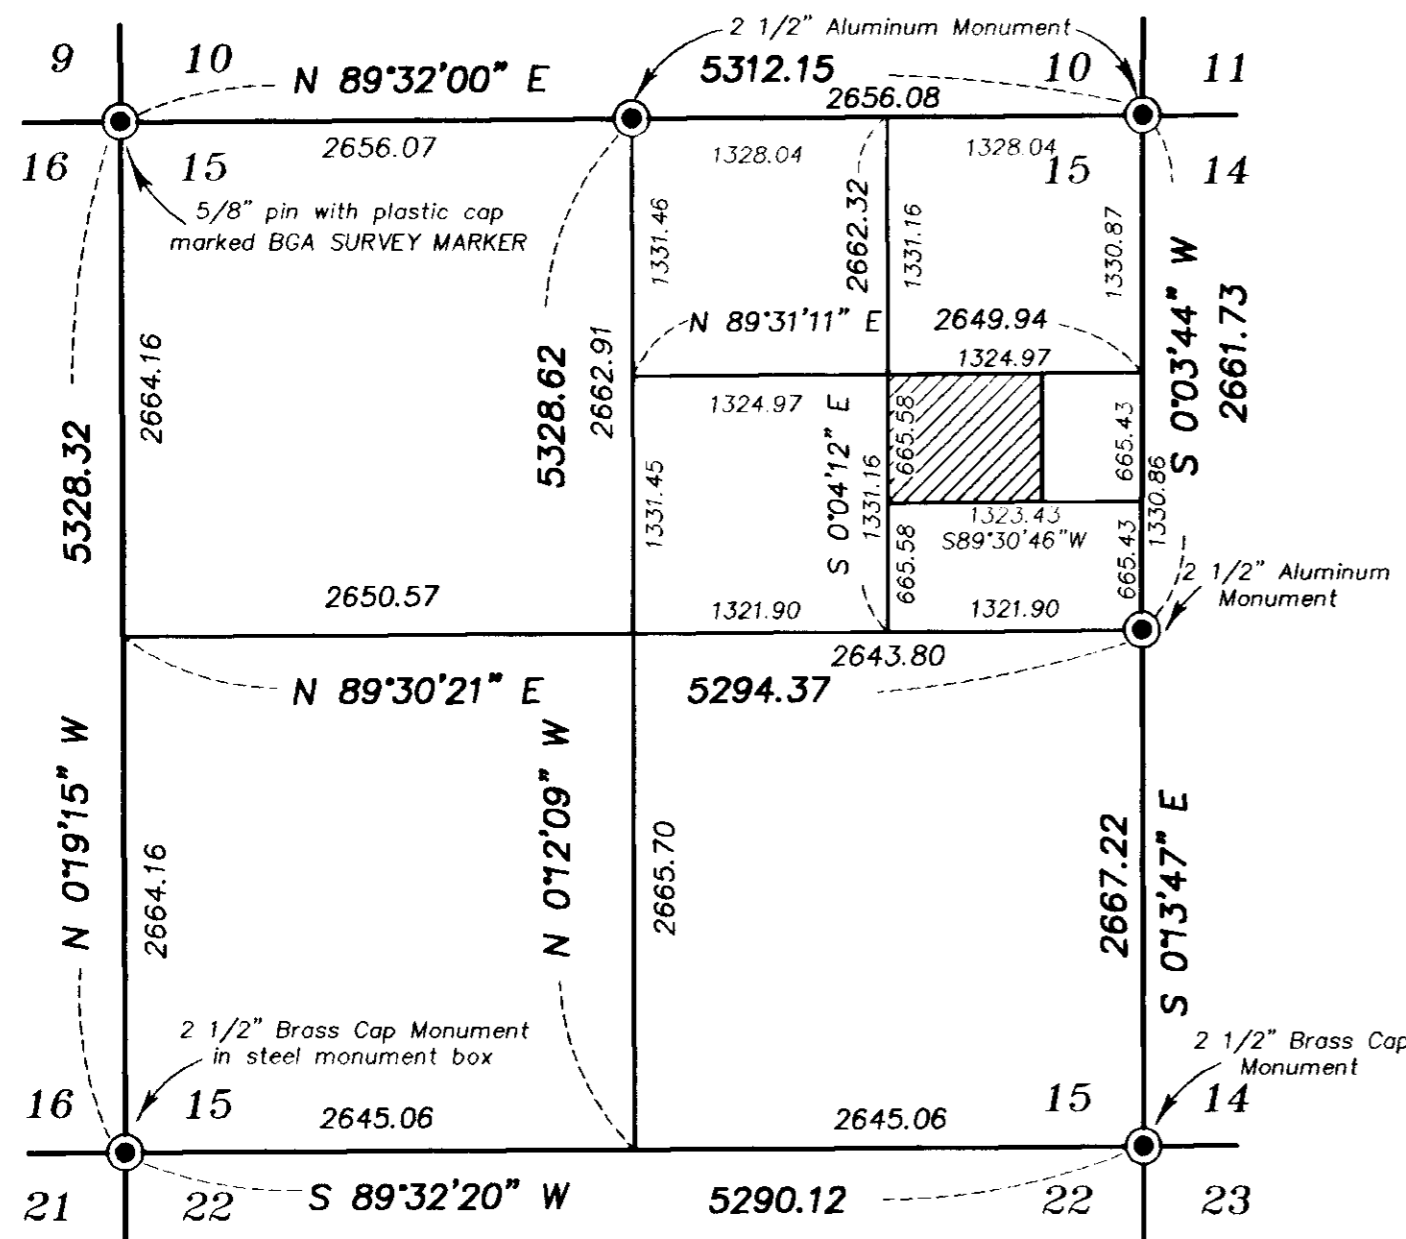 2 1/2" Aluminum Monument
9
10
N 89°32'00" E
5312.15
10
11
2656.08
16
15
2656.07
1328.04
1328.04
15
14
5/8" pin with plastic cap
marked BGA SURVEY MARKER
1331.46
2662.32
1331.16
1330.87
S 0°03'44" W
2661.73
N 89°31'11" E
2649.94
1324.97
5328.32
2664.16
5328.62
2662.91
1324.97
S 0°04'12" E
1331.16
665.58
665.43
1330.86
1331.45
1323.43
S89°30'46"W
665.58
665.43
2 1/2" Aluminum
Monument
2650.57
1321.90
1321.90
2643.80
N 89°30'21" E
5294.37
N 0°19'15" W
2664.16
N 0°12'09" W
2665.70
2667.22
S 0°13'47" E
2 1/2" Brass Cap Monument
in steel monument box
2 1/2" Brass Cap
Monument
16
15
2645.06
2645.06
15
14
21
22
S 89°32'20" W
5290.12
22
23